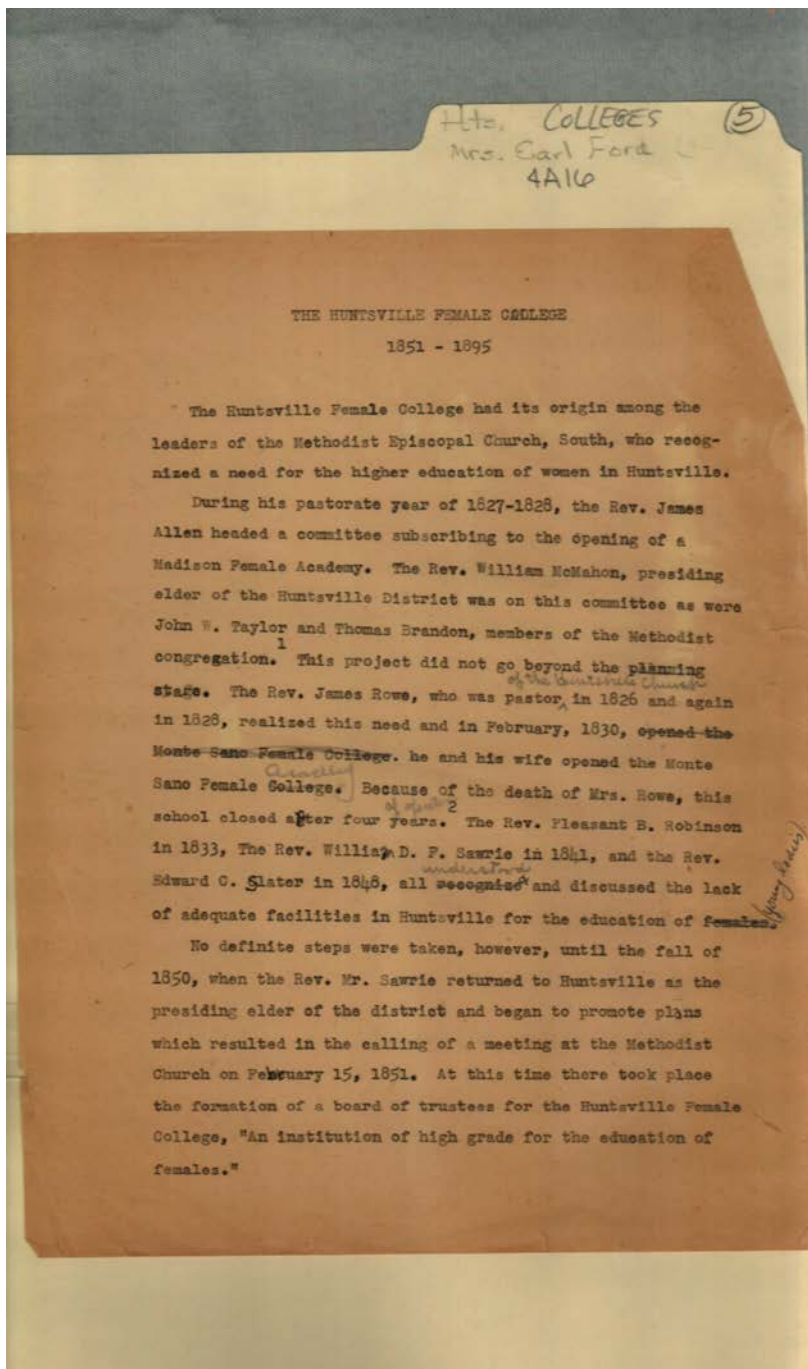 Hts. COLLEGES (5)
Mrs. Earl Ford
4A16
THE HUNTSVILLE FEMALE COLLEGE
1851 - 1895
The Huntsville Female College had its origin among the
leaders of the Methodist Episcopal Church, South, who recog-
nized a need for the higher education of women in Huntsville.
During his pastorate year of 1827-1828, the Rev. James
Allen headed a committee subscribing to the opening of a
Madison Female Academy. The Rev. William McMahon, presiding
elder of the Huntsville District was on this committee as were
John W. Taylor and Thomas Brandon, members of the Methodist
congregation. 1 This project did not go beyond the planning
of the Huntsville Church
stage. The Rev. James Rowe, who was pastor in 1826 and again
in 1828, realized this need and in February, 1830, opened the
Monte Sano Female College. he and his wife opened the Monte
Academy
Sano Female College. Because of the death of Mrs. Rowe, this
school closed after four years. 2 The Rev. Pleasant B. Robinson
in 1833, The Rev. William D. F. Sawrie in 1841, and the Rev.
understood
Edward C. Slater in 1848, all recognize and discussed the lack
of adequate facilities in Huntsville for the education of females.
young ladies
No definite steps were taken, however, until the fall of
1850, when the Rev. Mr. Sawrie returned to Huntsville as the
presiding elder of the district and began to promote plans
which resulted in the calling of a meeting at the Methodist
Church on February 15, 1851. At this time there took place
the formation of a board of trustees for the Huntsville Female
College, "An institution of high grade for the education of
females."